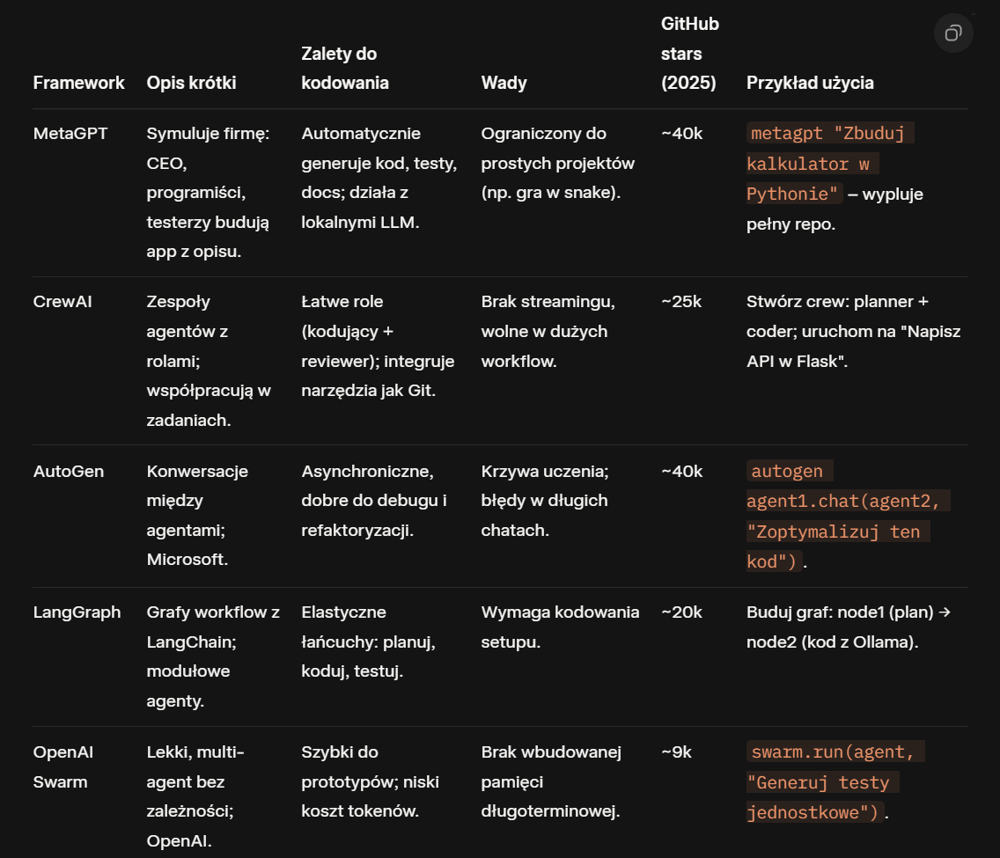 Framework
Opis krótki
Zalety do
kodowania
Wady
GitHub
stars
(2025)
Przykład użycia
MetaGPT
Symuluje firmę:
CEO,
programiści,
testerzy budują
app z opisu.
Automatycznie
generuje kod, testy,
docs; działa z
lokalnymi LLM.
Ograniczony do
prostych projektów
(np. gra w snake).
~40k
metagpt "Zbuduj
kalkulator w
Pythonie" – wypluje
pełny repo.
CrewAI
Zespoły
agentów z
rolami;
współpracują w
zadaniach.
Łatwe role
(kodujący +
reviewer); integruje
narzędzia jak Git.
Brak streamingu,
wolne w dużych
workflow.
~25k
Stwórz crew: planner +
coder; uruchom na "Napisz
API w Flask".
AutoGen
Konwersacje
między
agentami;
Microsoft.
Asynchroniczne,
dobre do debugu i
refaktoryzacji.
Krzywa uczenia;
błędy w długich
chatach.
~40k
autogen
agent1.chat(agent2,
"Zoptymalizuj ten
kod").
LangGraph
Grafy workflow z
LangChain;
modułowe
agenty.
Elastyczne
łańcuchy: planuj,
koduj, testuj.
Wymaga kodowania
setupu.
~20k
Buduj graf: node1 (plan) →
node2 (kod z Ollama).
OpenAI
Swarm
Lekki, multi-
agent bez
zależności;
OpenAI.
Szybki do
prototypów; niski
koszt tokenów.
Brak wbudowanej
pamięci
długoterminowej.
~9k
swarm.run(agent,
"Generuj testy
jednostkowe").